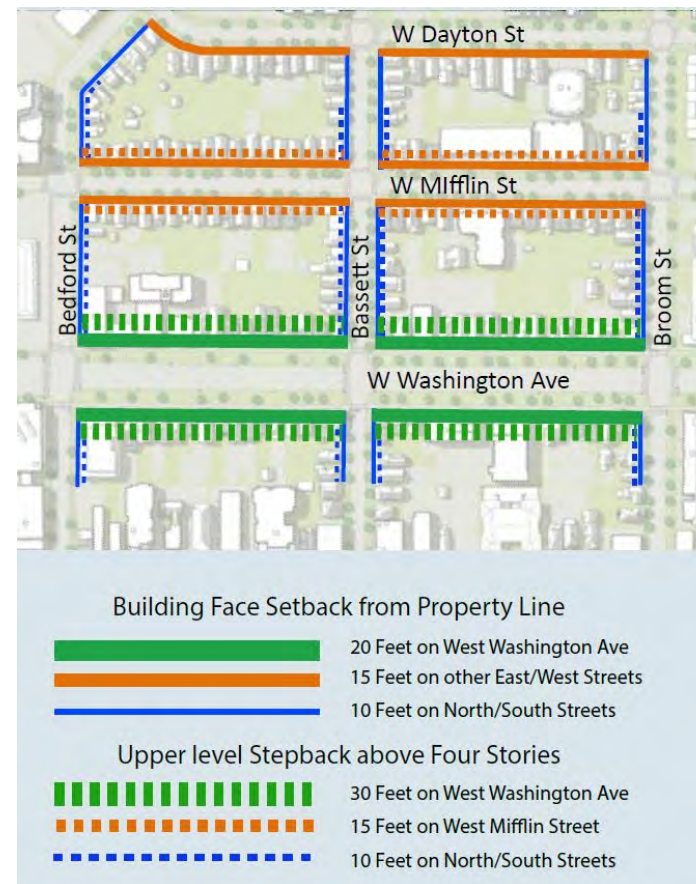 W Dayton St
W MIfflin St
Bedford St
Bassett St
Broom St
W Washington Ave
Building Face Setback from Property Line
20 Feet on West Washington Ave
15 Feet on other East/West Streets
10 Feet on North/South Streets
Upper level Stepback above Four Stories
30 Feet on West Washington Ave
15 Feet on West Mifflin Street
10 Feet on North/South Streets